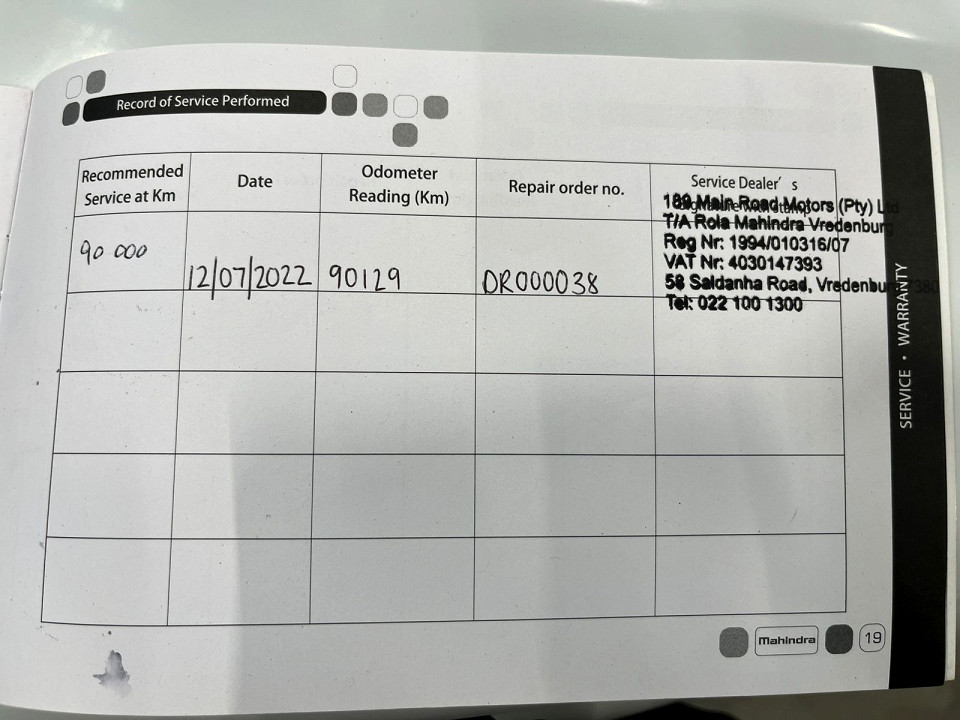 Record of Service Performed
Recommended Service at Km
Date
Odometer Reading (Km)
Repair order no.
Service Dealer's
189 Main Road Motors (Pty) Ltd
T/A Rola Mahindra Vredenburg
Reg Nr: 1994/010316/07
VAT Nr: 4030147393
58 Saldanha Road, Vredenburg 7380
Tel: 022 100 1300
90 000
12/07/2022
90129
DR000038
SERVICE • WARRANTY
Mahindra
19